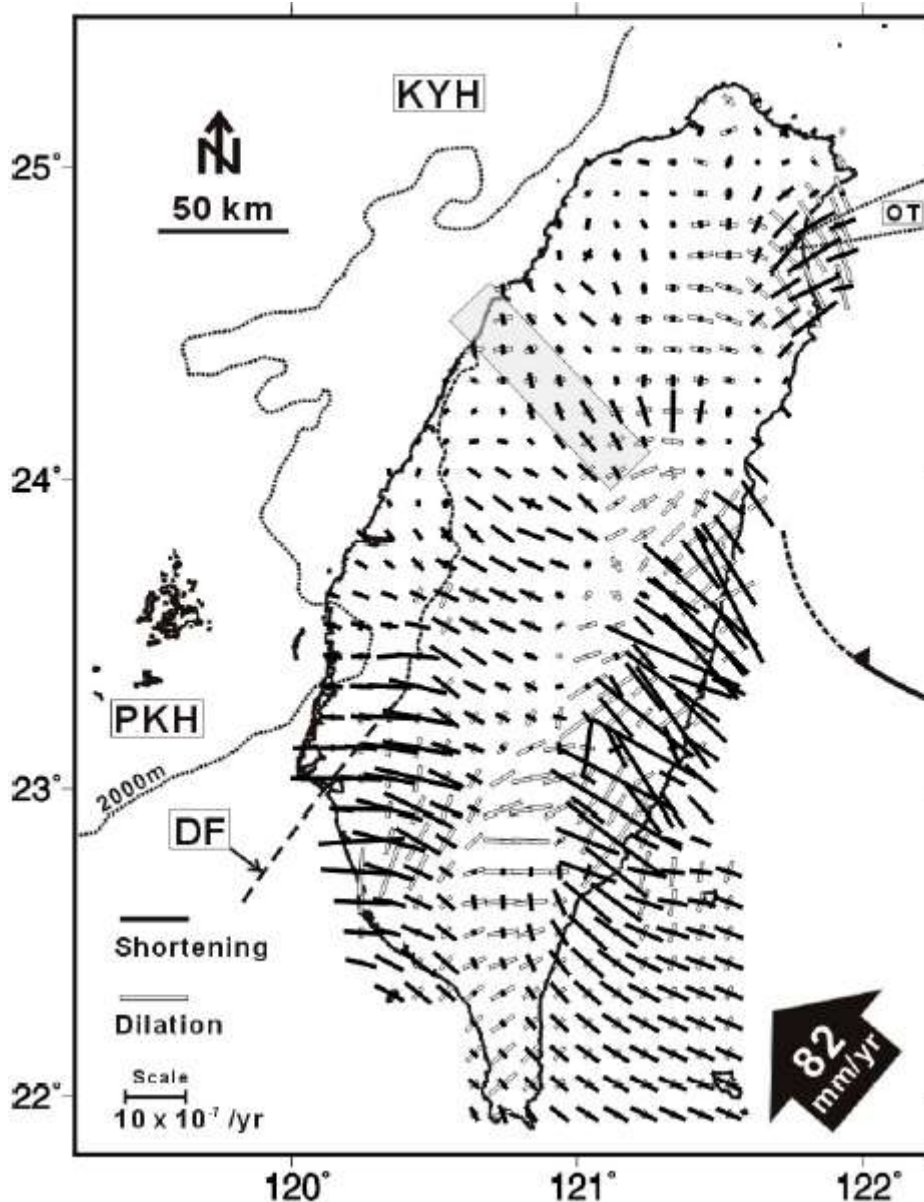 KYH
25°
N
50 km
OT
24°
PKH
23°
2000m
DF
Shortening
Dilation
Scale
10 x 10⁻⁷ /yr
82
mm/yr
22°
120°
121°
122°